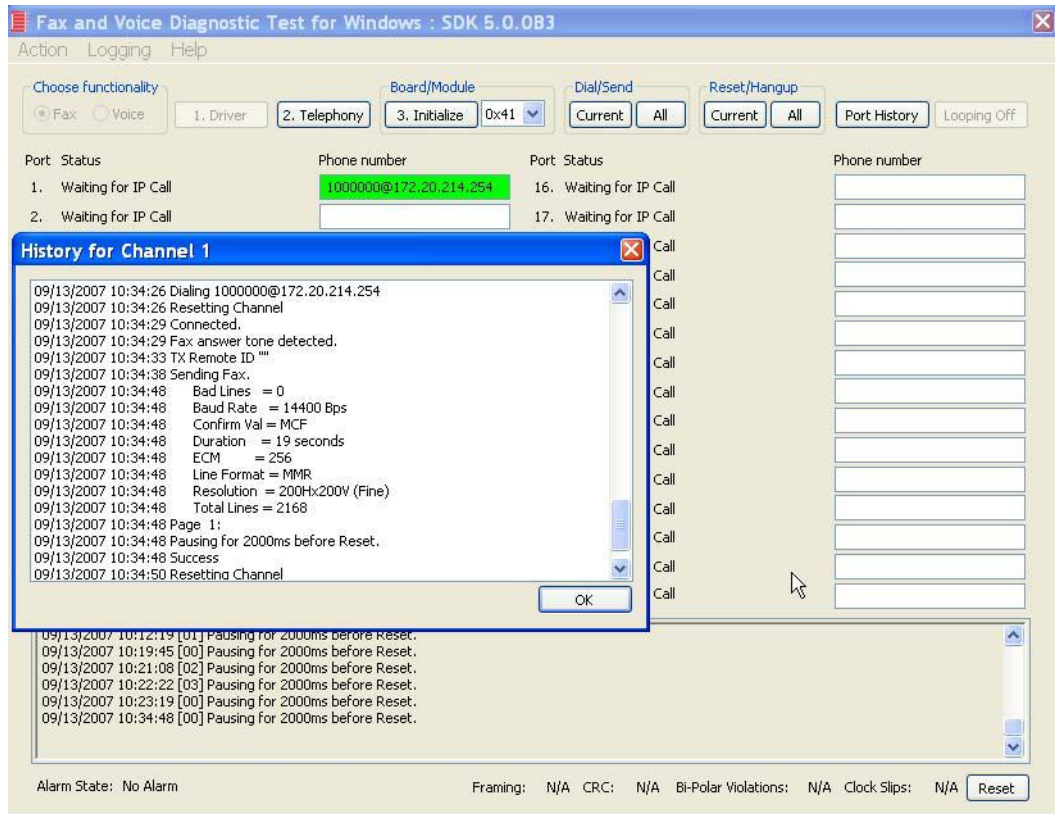 Fax and Voice Diagnostic Test for Windows : SDK 5.0.0B3
Action Logging Help
Choose functionality Board/Module Dial/Send Reset/Hangup
Fax Voice 1. Driver 2. Telephony 3. Initialize 0x41 Current All Current All Port History Looping Off
Port Status Phone number Port Status Phone number
1. Waiting for IP Call 1000000@172.20.214.254 16. Waiting for IP Call
2. Waiting for IP Call 17. Waiting for IP Call
History for Channel 1
09/13/2007 10:34:26 Dialing 1000000@172.20.214.254
09/13/2007 10:34:26 Resetting Channel
09/13/2007 10:34:29 Connected.
09/13/2007 10:34:29 Fax answer tone detected.
09/13/2007 10:34:33 TX Remote ID ""
09/13/2007 10:34:38 Sending Fax.
09/13/2007 10:34:48 Bad Lines = 0
09/13/2007 10:34:48 Baud Rate = 14400 Bps
09/13/2007 10:34:48 Confirm Val = MCF
09/13/2007 10:34:48 Duration = 19 seconds
09/13/2007 10:34:48 ECM = 256
09/13/2007 10:34:48 Line Format = MMR
09/13/2007 10:34:48 Resolution = 200Hx200V (Fine)
09/13/2007 10:34:48 Total Lines = 2168
09/13/2007 10:34:48 Page 1:
09/13/2007 10:34:48 Pausing for 2000ms before Reset.
09/13/2007 10:34:48 Success
09/13/2007 10:34:50 Resetting Channel
OK
Call
Call
Call
Call
Call
Call
Call
Call
Call
Call
Call
Call
Call
09/13/2007 10:12:19 [01] Pausing for 2000ms before Reset.
09/13/2007 10:19:45 [00] Pausing for 2000ms before Reset.
09/13/2007 10:21:08 [02] Pausing for 2000ms before Reset.
09/13/2007 10:22:22 [03] Pausing for 2000ms before Reset.
09/13/2007 10:23:19 [00] Pausing for 2000ms before Reset.
09/13/2007 10:34:48 [00] Pausing for 2000ms before Reset.
Alarm State: No Alarm Framing: N/A CRC: N/A Bi-Polar Violations: N/A Clock Slips: N/A Reset